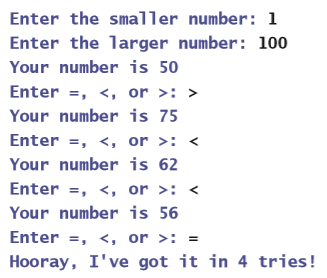 Enter the smaller number: 1
Enter the larger number: 100
Your number is 50
Enter =, <, or >: >
Your number is 75
Enter =, <, or >: <
Your number is 62
Enter =, <, or >: <
Your number is 56
Enter =, <, or >: =
Hooray, I've got it in 4 tries!